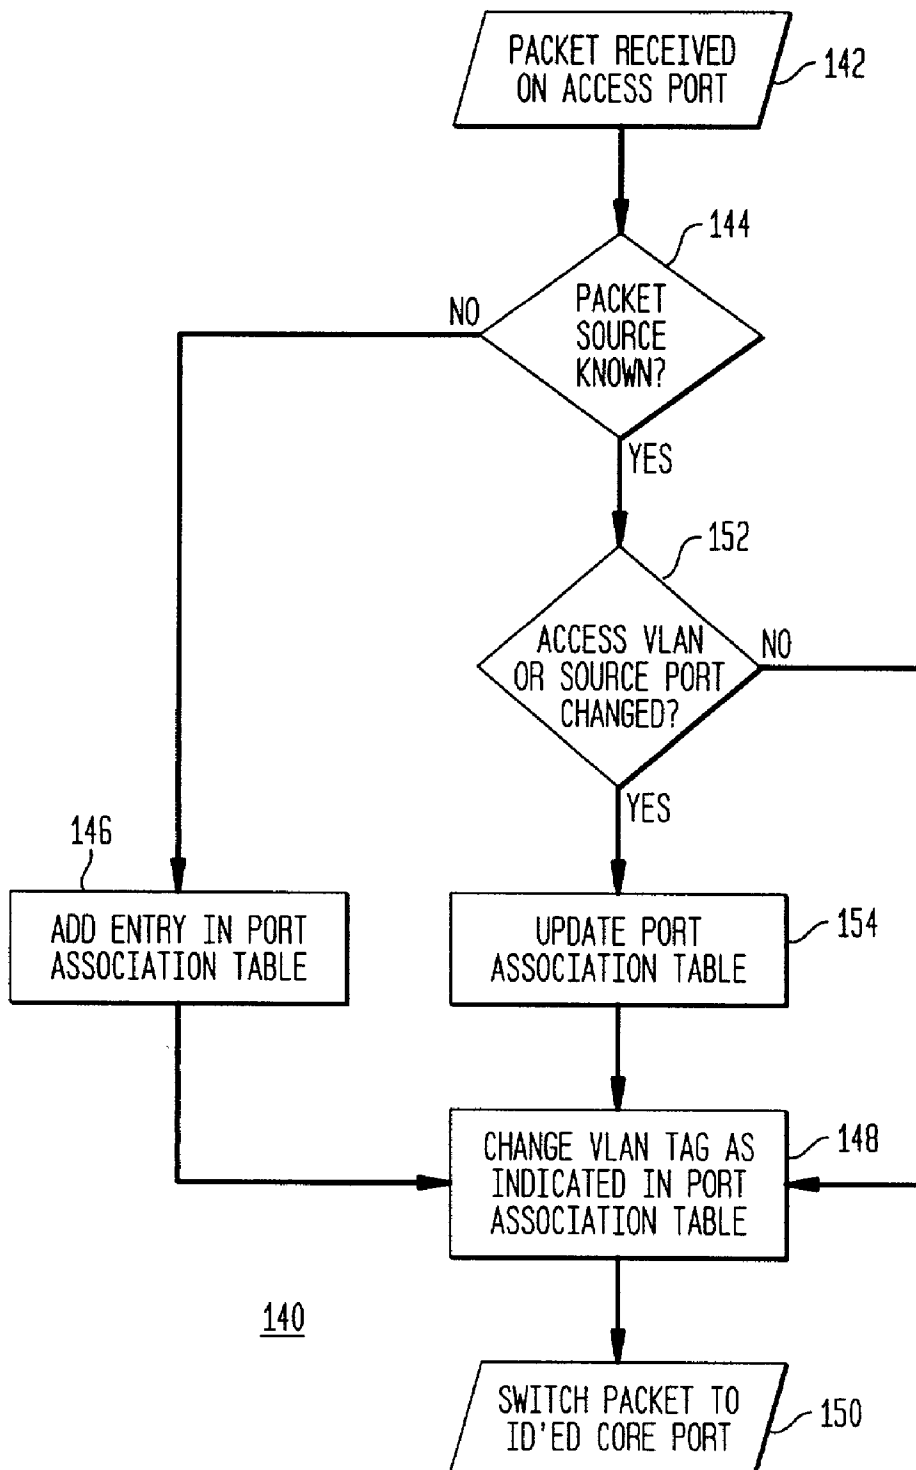 PACKET RECEIVED
ON ACCESS PORT
142
144
PACKET
SOURCE
KNOWN?
NO
YES
152
ACCESS VLAN
OR SOURCE PORT
CHANGED?
NO
YES
146
ADD ENTRY IN PORT
ASSOCIATION TABLE
UPDATE PORT
ASSOCIATION TABLE
154
CHANGE VLAN TAG AS
INDICATED IN PORT
ASSOCIATION TABLE
148
140
SWITCH PACKET TO
ID'ED CORE PORT
150